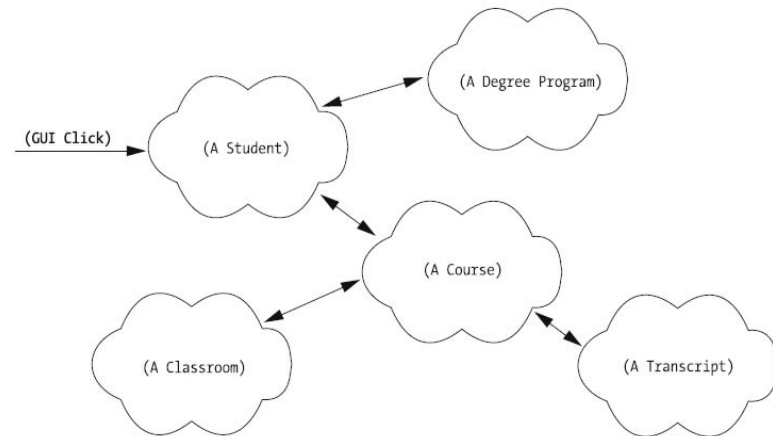 (A Degree Program)
(GUI Click)
(A Student)
(A Course)
(A Classroom)
(A Transcript)